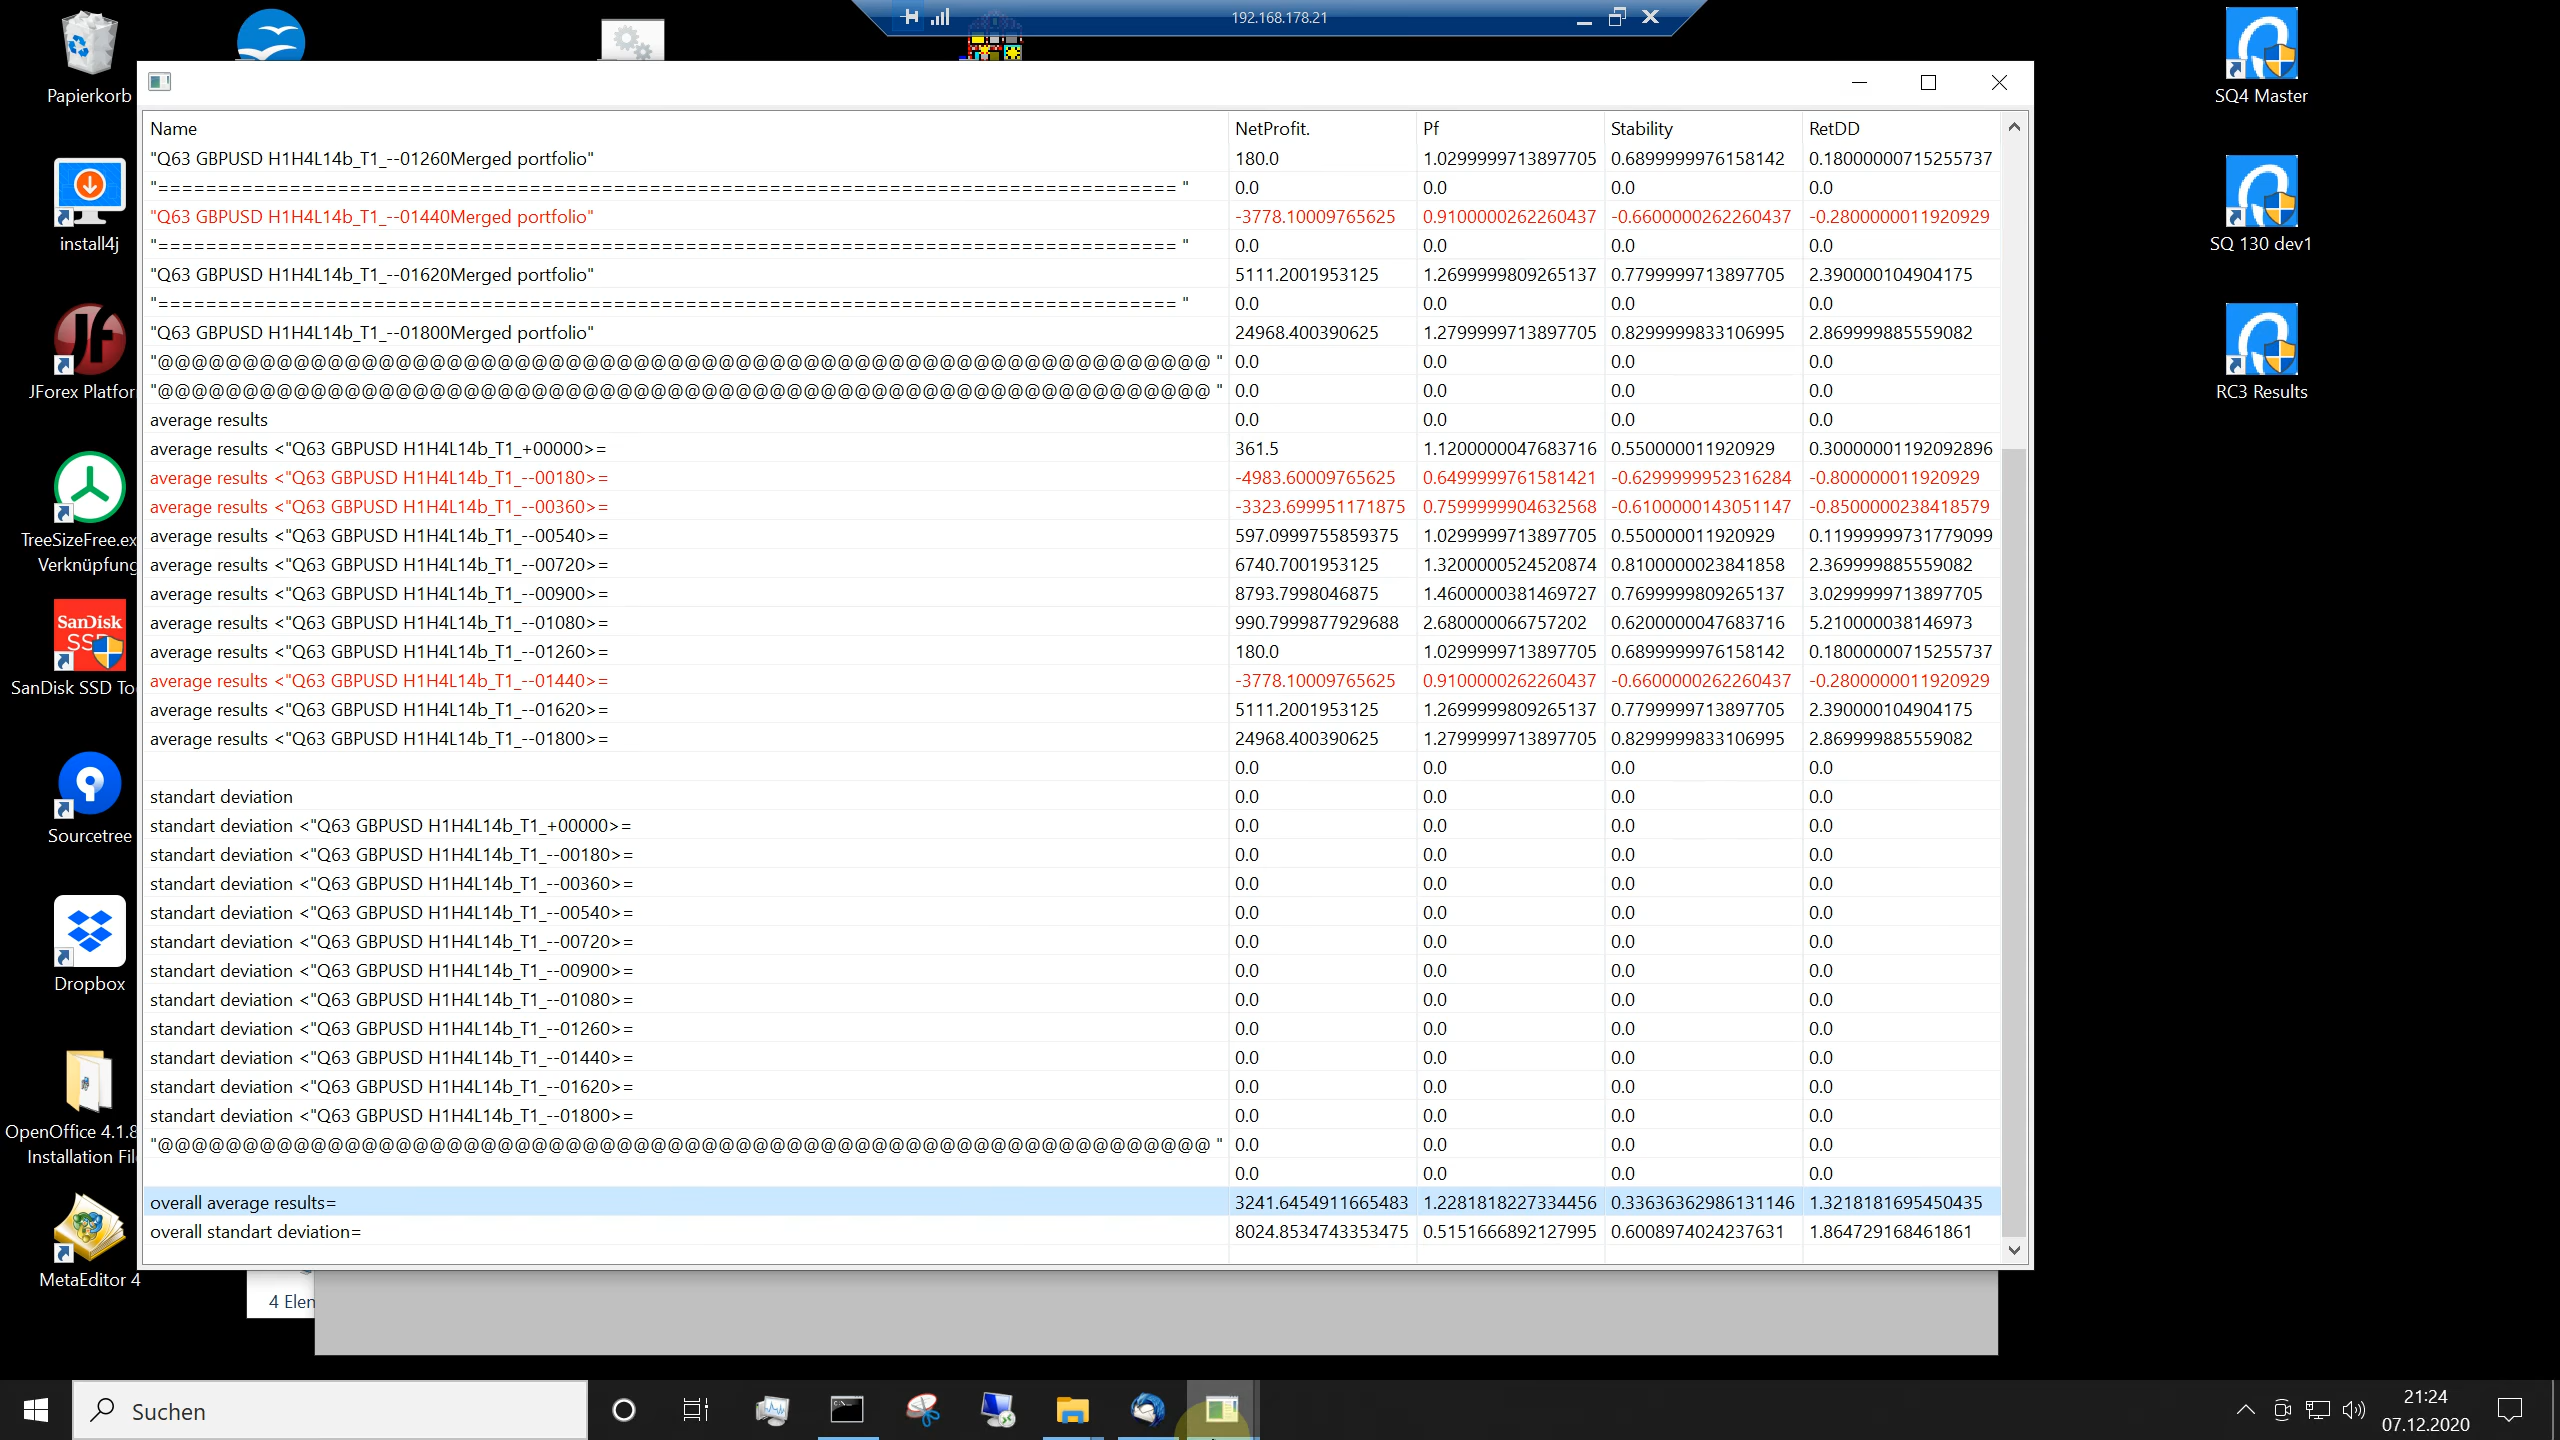 192.168.178.21
Papierkorb
install4j
JForex Platfor
TreeSizeFree.ex
Verknüpfung
SanDisk
SSD
SanDisk SSD To
Sourcetree
Dropbox
OpenOffice 4.1.8
Installation Fil
MetaEditor 4
SQ4 Master
SQ 130 dev1
RC3 Results
Name NetProfit. Pf Stability RetDD
"Q63 GBPUSD H1H4L14b_T1_--01260Merged portfolio" 180.0 1.0299999713897705 0.6899999976158142 0.18000000715255737
"===================================================================================== " 0.0 0.0 0.0 0.0
"Q63 GBPUSD H1H4L14b_T1_--01440Merged portfolio" -3778.10009765625 0.9100000262260437 -0.6600000262260437 -0.2800000011920929
"===================================================================================== " 0.0 0.0 0.0 0.0
"Q63 GBPUSD H1H4L14b_T1_--01620Merged portfolio" 5111.2001953125 1.2699999809265137 0.7799999713897705 2.390000104904175
"===================================================================================== " 0.0 0.0 0.0 0.0
"Q63 GBPUSD H1H4L14b_T1_--01800Merged portfolio" 24968.400390625 1.2799999713897705 0.8299999833106995 2.869999885559082
"@@@@@@@@@@@@@@@@@@@@@@@@@@@@@@@@@@@@@@@@@@@@@@@@@@@@@@@@@@@@@@ " 0.0 0.0 0.0 0.0
"@@@@@@@@@@@@@@@@@@@@@@@@@@@@@@@@@@@@@@@@@@@@@@@@@@@@@@@@@@@@@@ " 0.0 0.0 0.0 0.0
average results 0.0 0.0 0.0 0.0
average results <"Q63 GBPUSD H1H4L14b_T1_+00000>= 361.5 1.1200000047683716 0.550000011920929 0.30000001192092896
average results <"Q63 GBPUSD H1H4L14b_T1_--00180>= -4983.60009765625 0.6499999761581421 -0.6299999952316284 -0.800000011920929
average results <"Q63 GBPUSD H1H4L14b_T1_--00360>= -3323.699951171875 0.7599999904632568 -0.6100000143051147 -0.8500000238418579
average results <"Q63 GBPUSD H1H4L14b_T1_--00540>= 597.0999755859375 1.0299999713897705 0.550000011920929 0.11999999731779099
average results <"Q63 GBPUSD H1H4L14b_T1_--00720>= 6740.7001953125 1.3200000524520874 0.8100000023841858 2.369999885559082
average results <"Q63 GBPUSD H1H4L14b_T1_--00900>= 8793.7998046875 1.4600000381469727 0.7699999809265137 3.0299999713897705
average results <"Q63 GBPUSD H1H4L14b_T1_--01080>= 990.7999877929688 2.680000066757202 0.6200000047683716 5.210000038146973
average results <"Q63 GBPUSD H1H4L14b_T1_--01260>= 180.0 1.0299999713897705 0.6899999976158142 0.18000000715255737
average results <"Q63 GBPUSD H1H4L14b_T1_--01440>= -3778.10009765625 0.9100000262260437 -0.6600000262260437 -0.2800000011920929
average results <"Q63 GBPUSD H1H4L14b_T1_--01620>= 5111.2001953125 1.2699999809265137 0.7799999713897705 2.390000104904175
average results <"Q63 GBPUSD H1H4L14b_T1_--01800>= 24968.400390625 1.2799999713897705 0.8299999833106995 2.869999885559082
0.0 0.0 0.0 0.0
standart deviation 0.0 0.0 0.0 0.0
standart deviation <"Q63 GBPUSD H1H4L14b_T1_+00000>= 0.0 0.0 0.0 0.0
standart deviation <"Q63 GBPUSD H1H4L14b_T1_--00180>= 0.0 0.0 0.0 0.0
standart deviation <"Q63 GBPUSD H1H4L14b_T1_--00360>= 0.0 0.0 0.0 0.0
standart deviation <"Q63 GBPUSD H1H4L14b_T1_--00540>= 0.0 0.0 0.0 0.0
standart deviation <"Q63 GBPUSD H1H4L14b_T1_--00720>= 0.0 0.0 0.0 0.0
standart deviation <"Q63 GBPUSD H1H4L14b_T1_--00900>= 0.0 0.0 0.0 0.0
standart deviation <"Q63 GBPUSD H1H4L14b_T1_--01080>= 0.0 0.0 0.0 0.0
standart deviation <"Q63 GBPUSD H1H4L14b_T1_--01260>= 0.0 0.0 0.0 0.0
standart deviation <"Q63 GBPUSD H1H4L14b_T1_--01440>= 0.0 0.0 0.0 0.0
standart deviation <"Q63 GBPUSD H1H4L14b_T1_--01620>= 0.0 0.0 0.0 0.0
standart deviation <"Q63 GBPUSD H1H4L14b_T1_--01800>= 0.0 0.0 0.0 0.0
"@@@@@@@@@@@@@@@@@@@@@@@@@@@@@@@@@@@@@@@@@@@@@@@@@@@@@@@@@@@@@@ " 0.0 0.0 0.0 0.0
0.0 0.0 0.0 0.0
overall average results= 3241.6454911665483 1.2281818227334456 0.33636362986131146 1.3218181695450435
overall standart deviation= 8024.8534743353475 0.5151666892127995 0.6008974024237631 1.864729168461861
4 Elen
Suchen
21:24
07.12.2020